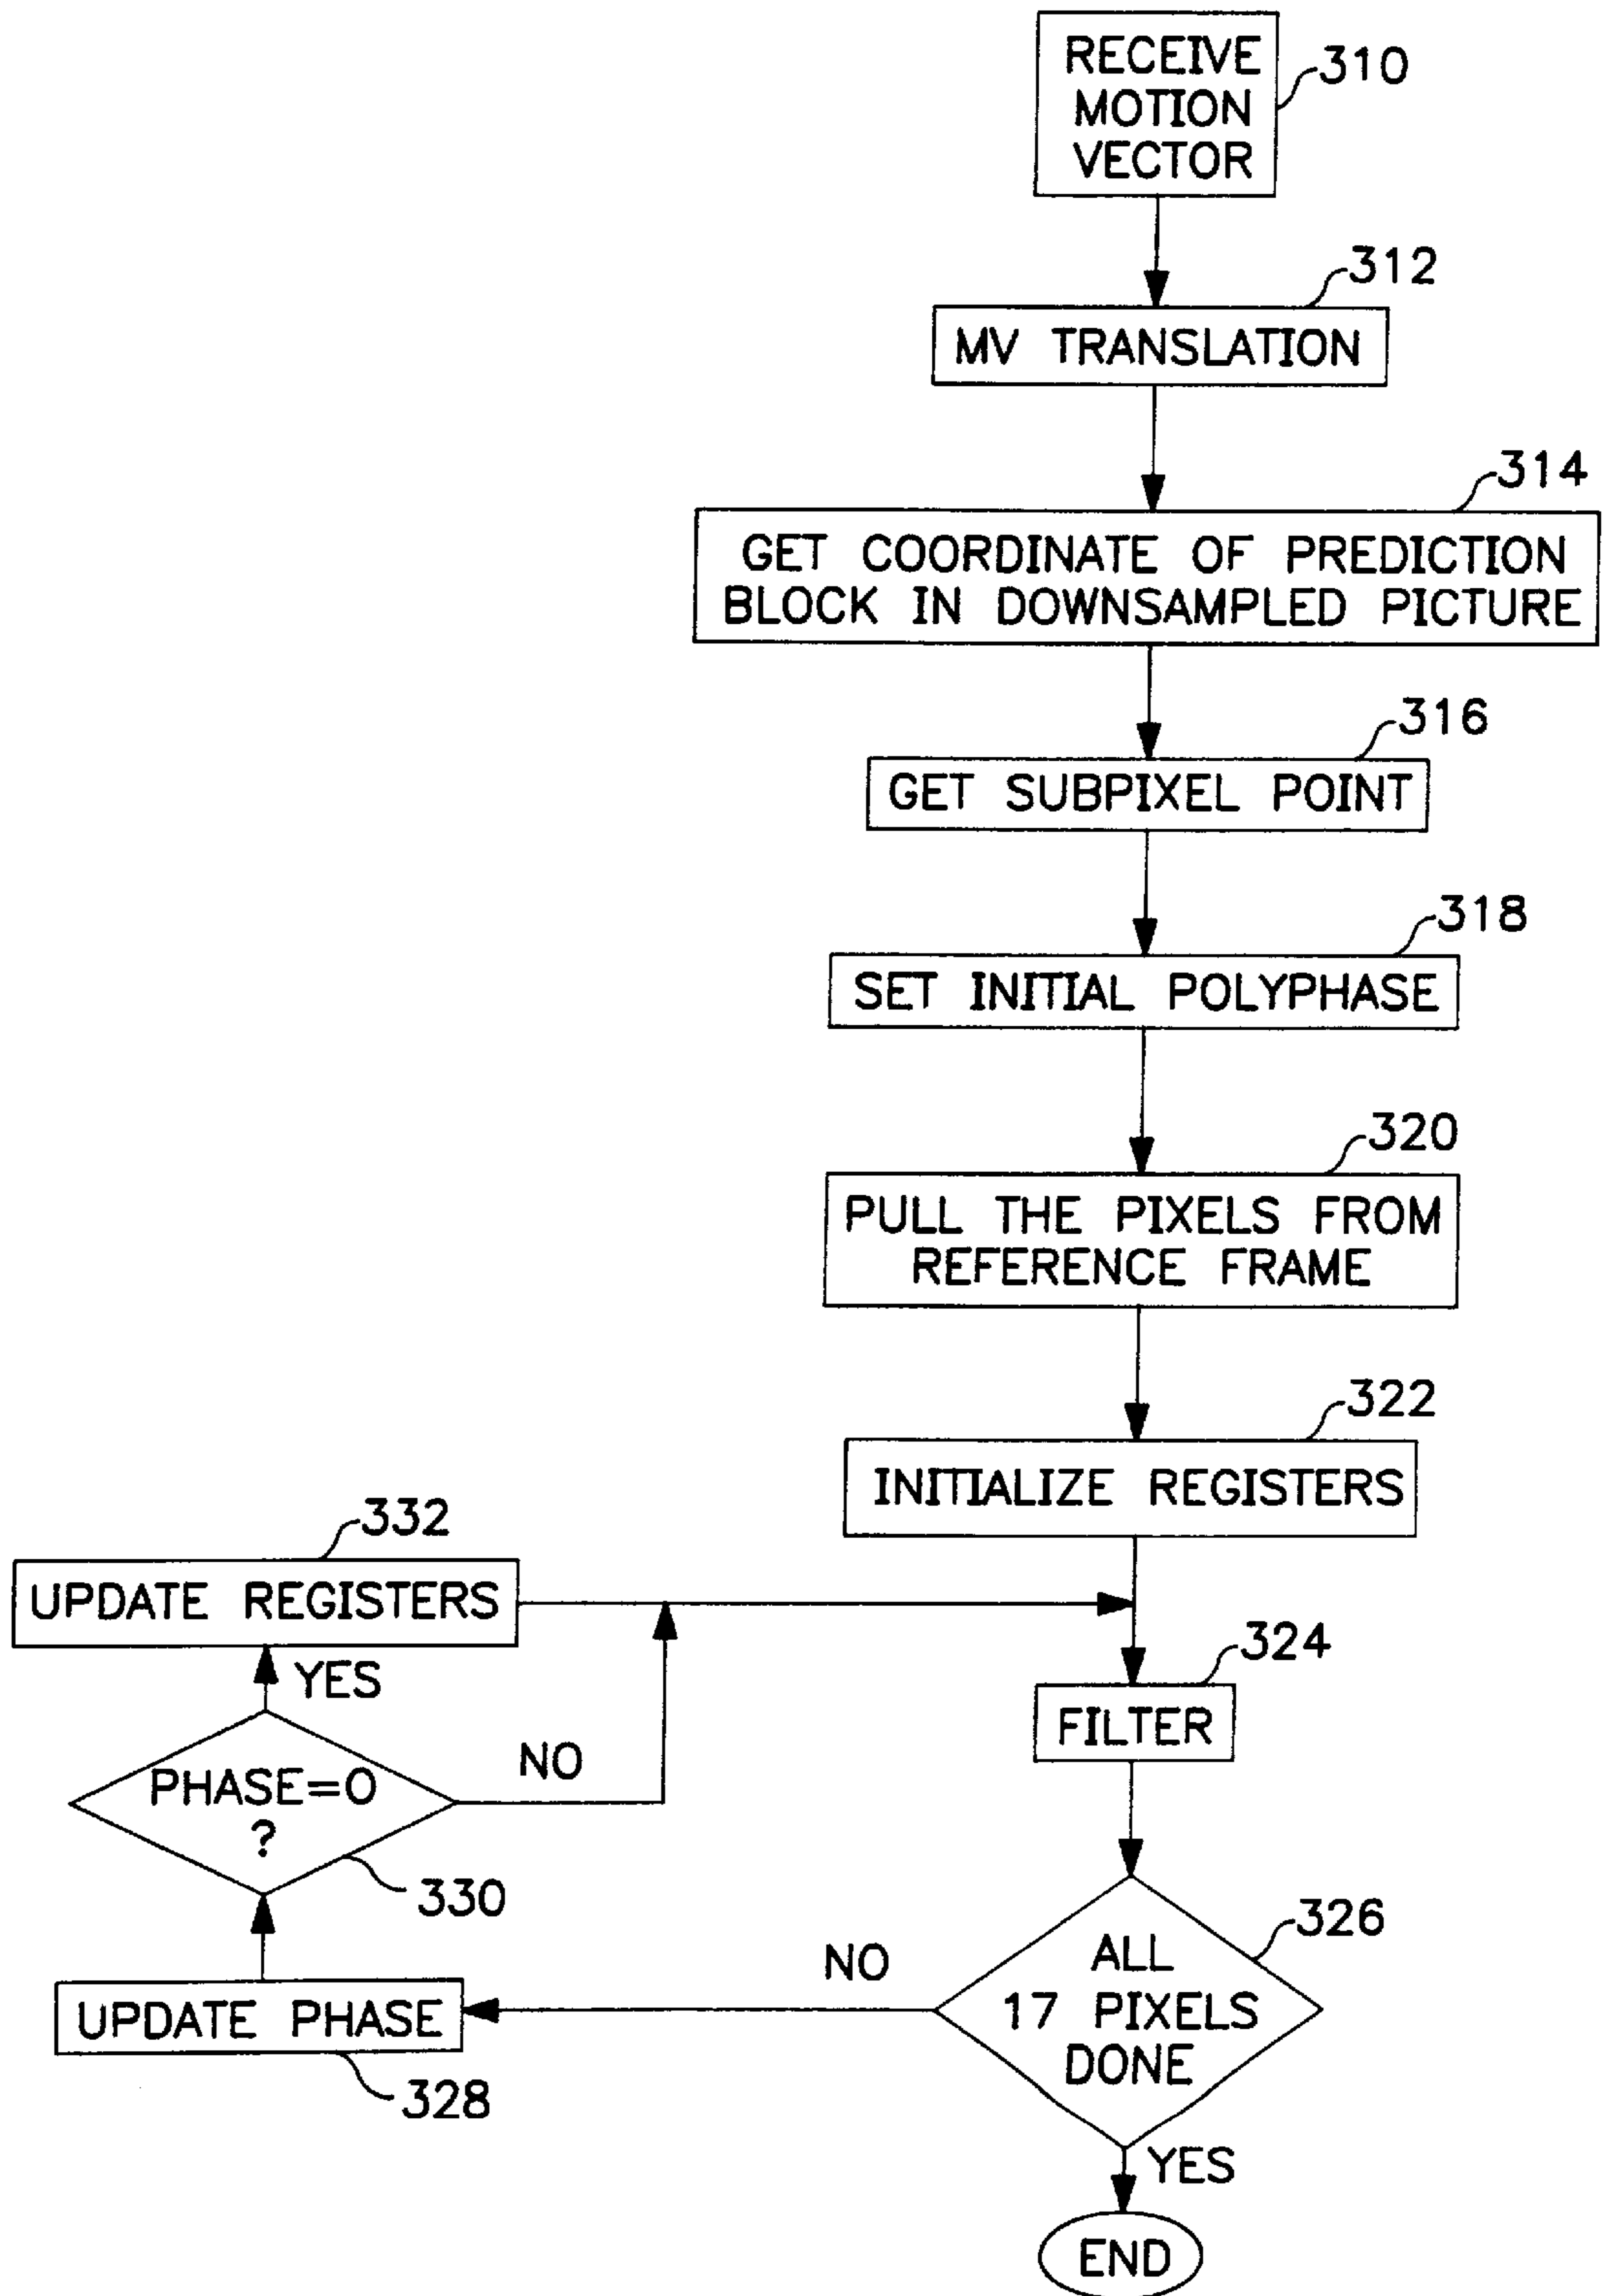 RECEIVE
MOTION
VECTOR
310
312
MV TRANSLATION
314
GET COORDINATE OF PREDICTION
BLOCK IN DOWNSAMPLED PICTURE
316
GET SUBPIXEL POINT
318
SET INITIAL POLYPHASE
320
PULL THE PIXELS FROM
REFERENCE FRAME
322
INITIALIZE REGISTERS
332
UPDATE REGISTERS
324
FILTER
YES
NO
PHASE=0
?
330
326
ALL
17 PIXELS
DONE
NO
UPDATE PHASE
328
YES
END